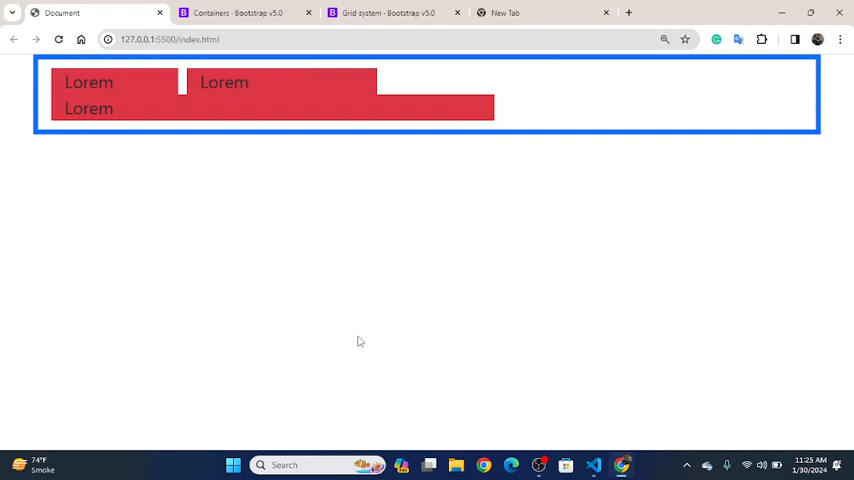 Document
Containers - Bootstrap v5.0
Grid system - Bootstrap v5.0
New Tab
127.0.0.1:5500/index.html
Lorem
Lorem
Lorem
74°F
Smoke
Search
11:25 AM
1/30/2024